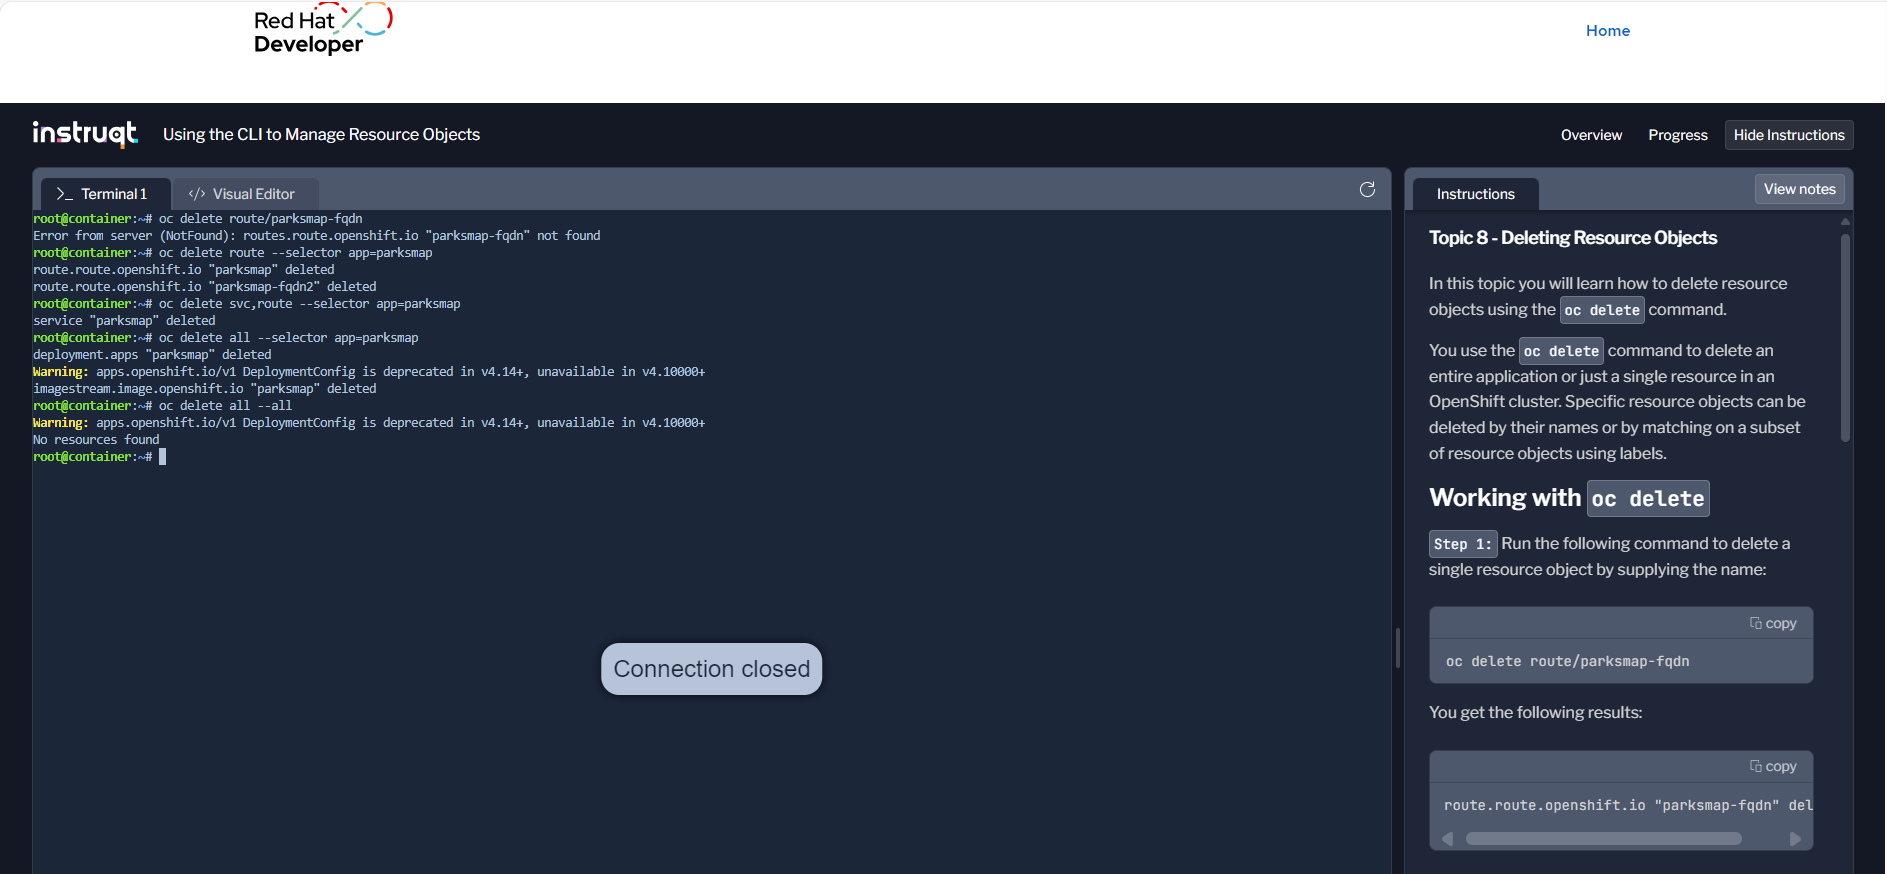 Red Hat
Developer
Home
instruqt
Using the CLI to Manage Resource Objects
Overview
Progress
Hide Instructions
>_ Terminal 1
</> Visual Editor
root@container:~# oc delete route/parksmap-fqdn
Error from server (NotFound): routes.route.openshift.io "parksmap-fqdn" not found
root@container:~# oc delete route --selector app=parksmap
route.route.openshift.io "parksmap" deleted
route.route.openshift.io "parksmap-fqdn2" deleted
root@container:~# oc delete svc,route --selector app=parksmap
service "parksmap" deleted
root@container:~# oc delete all --selector app=parksmap
deployment.apps "parksmap" deleted
Warning: apps.openshift.io/v1 DeploymentConfig is deprecated in v4.14+, unavailable in v4.10000+
imagestream.image.openshift.io "parksmap" deleted
root@container:~# oc delete all --all
Warning: apps.openshift.io/v1 DeploymentConfig is deprecated in v4.14+, unavailable in v4.10000+
No resources found
root@container:~#
Connection closed
Instructions
View notes
Topic 8 - Deleting Resource Objects
In this topic you will learn how to delete resource
objects using the oc delete command.
You use the oc delete command to delete an
entire application or just a single resource in an
OpenShift cluster. Specific resource objects can be
deleted by their names or by matching on a subset
of resource objects using labels.
Working with oc delete
Step 1: Run the following command to delete a
single resource object by supplying the name:
copy
oc delete route/parksmap-fqdn
You get the following results:
copy
route.route.openshift.io "parksmap-fqdn" del